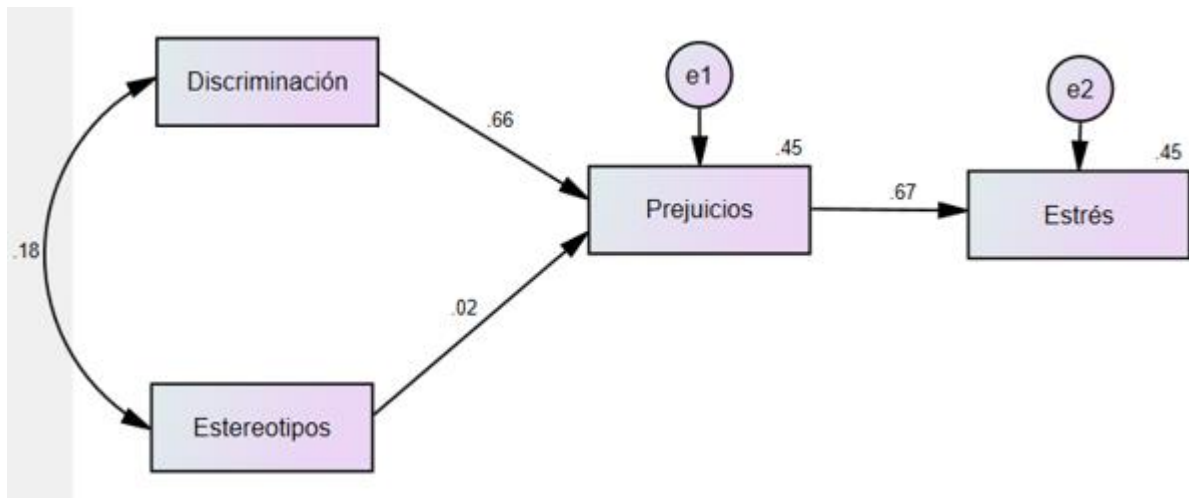 Discriminación
e1
e2
.66
.45
.45
Prejuicios
.67
Estrés
.18
.02
Estereotipos